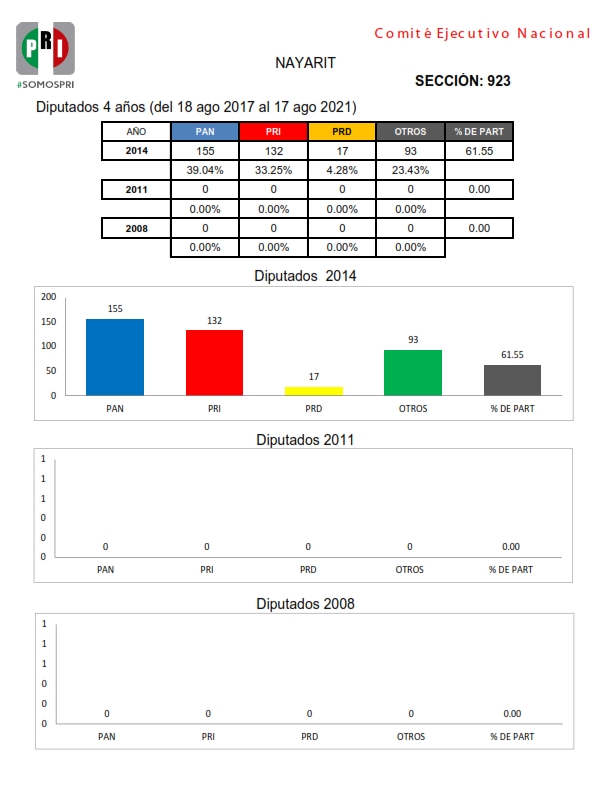 Comité Ejecutivo Nacional
PRI
#SOMOSPRI
NAYARIT
SECCIÓN: 923
Diputados 4 años (del 18 ago 2017 al 17 ago 2021)
AÑO PAN PRI PRD OTROS % DE PART
2014 155 132 17 93 61.55
39.04% 33.25% 4.28% 23.43%
2011 0 0 0 0 0.00
0.00% 0.00% 0.00% 0.00%
2008 0 0 0 0 0.00
0.00% 0.00% 0.00% 0.00%
Diputados 2014
200
150
100
50
0
155 132 17 93 61.55
PAN PRI PRD OTROS % DE PART
Diputados 2011
1
1
1
0
0
0
0 0 0 0 0.00
PAN PRI PRD OTROS % DE PART
Diputados 2008
1
1
1
0
0
0
0 0 0 0 0.00
PAN PRI PRD OTROS % DE PART